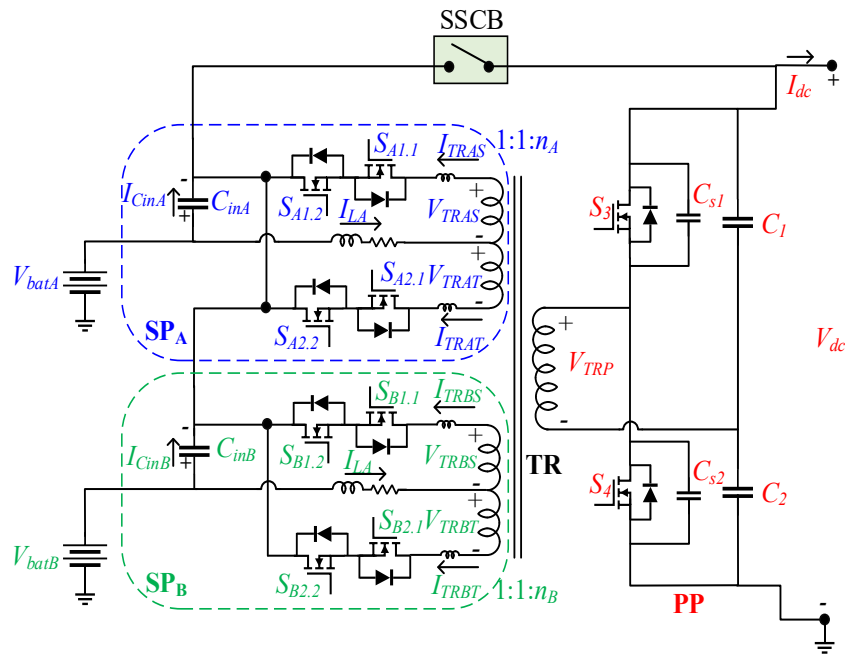 SSCB
I_dc
+
S_A1.1
I_TRAS
1:1:n_A
-
I_CinA
C_inA
+
S_A1.2
I_LA
V_TRAS
+
-
+
S_3
C_s1
C_1
V_batA
S_A2.1
V_TRAT
-
SP_A
S_A2.2
I_TRAT
+
V_TRP
-
V_dc
S_B1.1
I_TRBS
-
I_CinB
C_inB
+
S_B1.2
I_LA
V_TRBS
+
-
+
TR
S_4
C_s2
C_2
V_batB
S_B2.1
V_TRBT
-
SP_B
S_B2.2
I_TRBT
1:1:n_B
PP
-